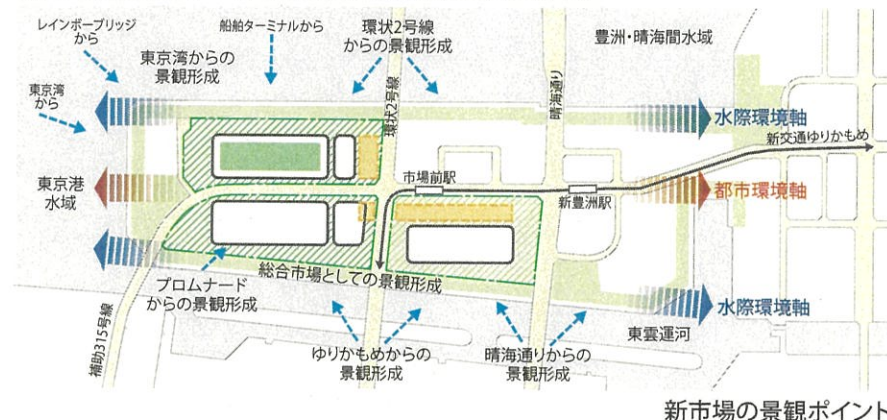 レインボーブリッジ
から
船舶ターミナルから
環状2号線
からの景観形成
豊洲・晴海間水域
東京湾からの
景観形成
東京湾
から
環状2号線
晴海通り
水際環境軸
新交通ゆりかもめ
市場前駅
東京港
水域
都市環境軸
新豊洲駅
総合市場としての景観形成
プロムナード
からの景観形成
水際環境軸
補助315号線
ゆりかもめからの
景観形成
晴海通りからの
景観形成
東雲運河
新市場の景観ポイント